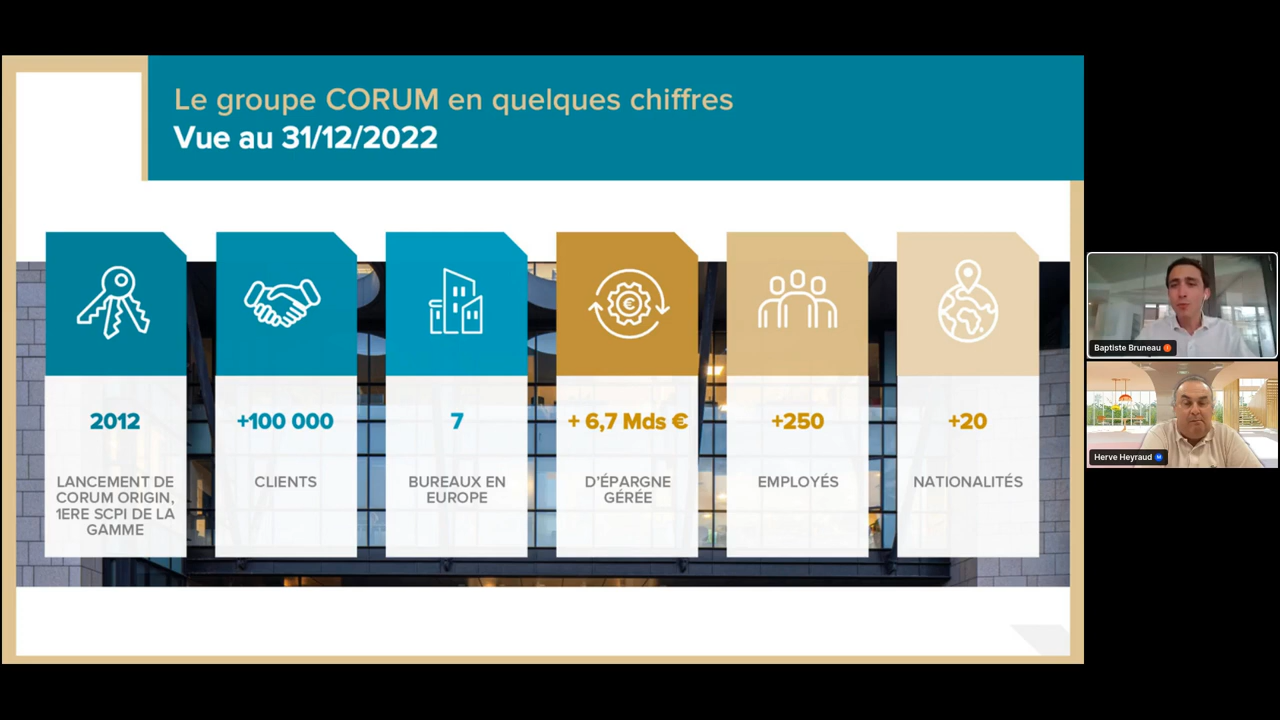 Le groupe CORUM en quelques chiffres
Vue au 31/12/2022
2012
LANCEMENT DE
CORUM ORIGIN,
1ERE SCPI DE LA
GAMME
+100 000
CLIENTS
7
BUREAUX EN
EUROPE
€
+ 6,7 Mds €
D'ÉPARGNE
GÉRÉE
+250
EMPLOYÉS
+20
NATIONALITÉS
Baptiste Bruneau
Herve Heyraud